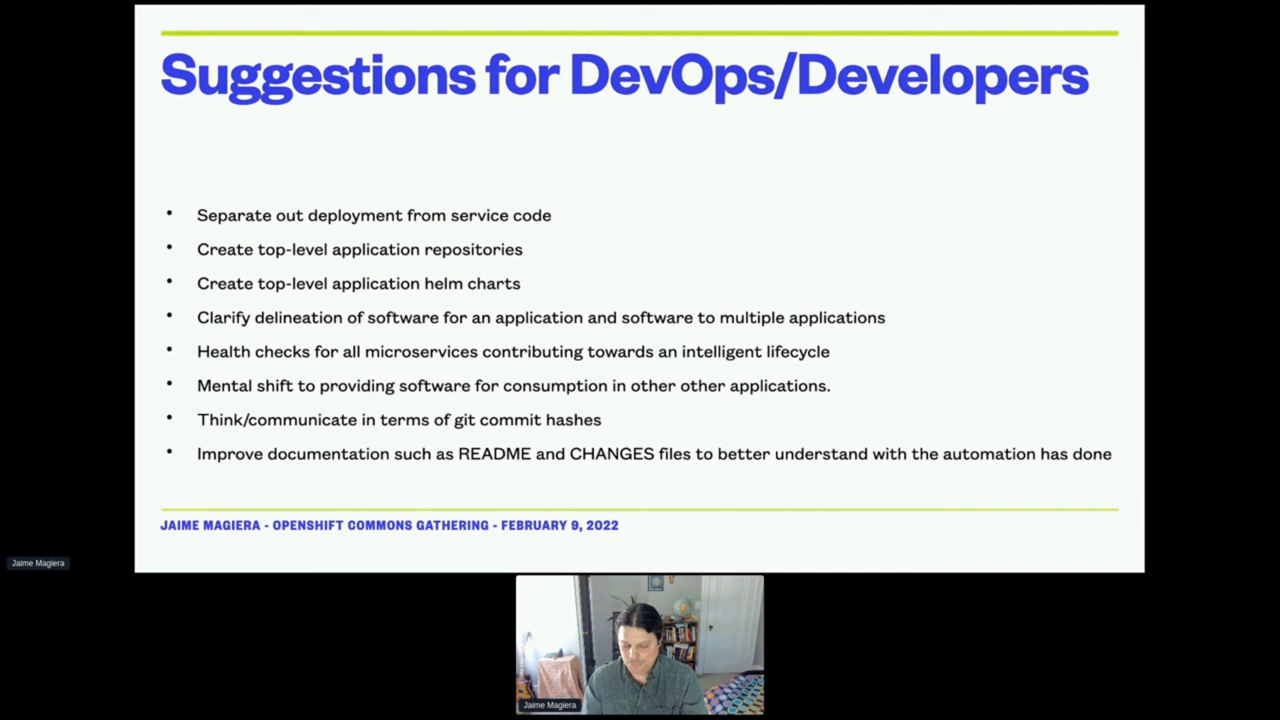 Suggestions for DevOps/Developers
• Separate out deployment from service code
• Create top-level application repositories
• Create top-level application helm charts
• Clarify delineation of software for an application and software to multiple applications
• Health checks for all microservices contributing towards an intelligent lifecycle
• Mental shift to providing software for consumption in other other applications.
• Think/communicate in terms of git commit hashes
• Improve documentation such as README and CHANGES files to better understand with the automation has done
JAIME MAGIERA - OPENSHIFT COMMONS GATHERING - FEBRUARY 9, 2022
Jaime Magiera
Jaime Magiera